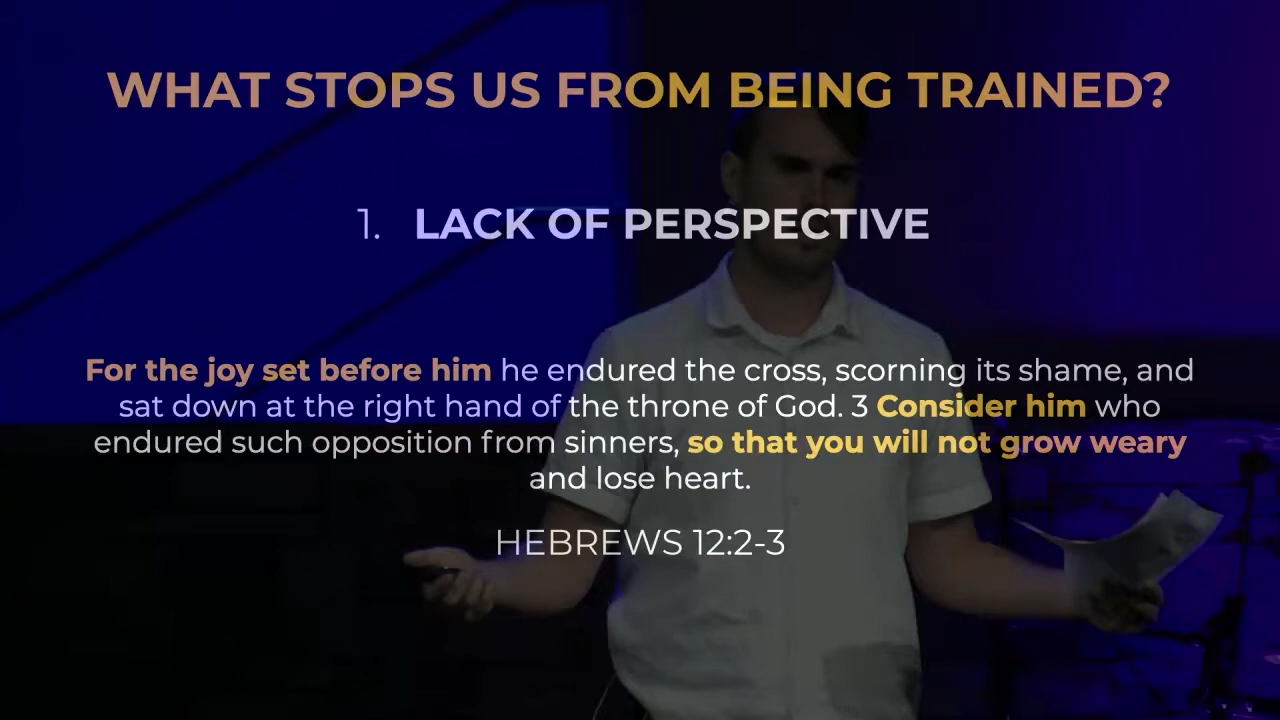 WHAT STOPS US FROM BEING TRAINED?
1. LACK OF PERSPECTIVE
For the joy set before him he endured the cross, scorning its shame, and
sat down at the right hand of the throne of God. 3 Consider him who
endured such opposition from sinners, so that you will not grow weary
and lose heart.
HEBREWS 12:2-3